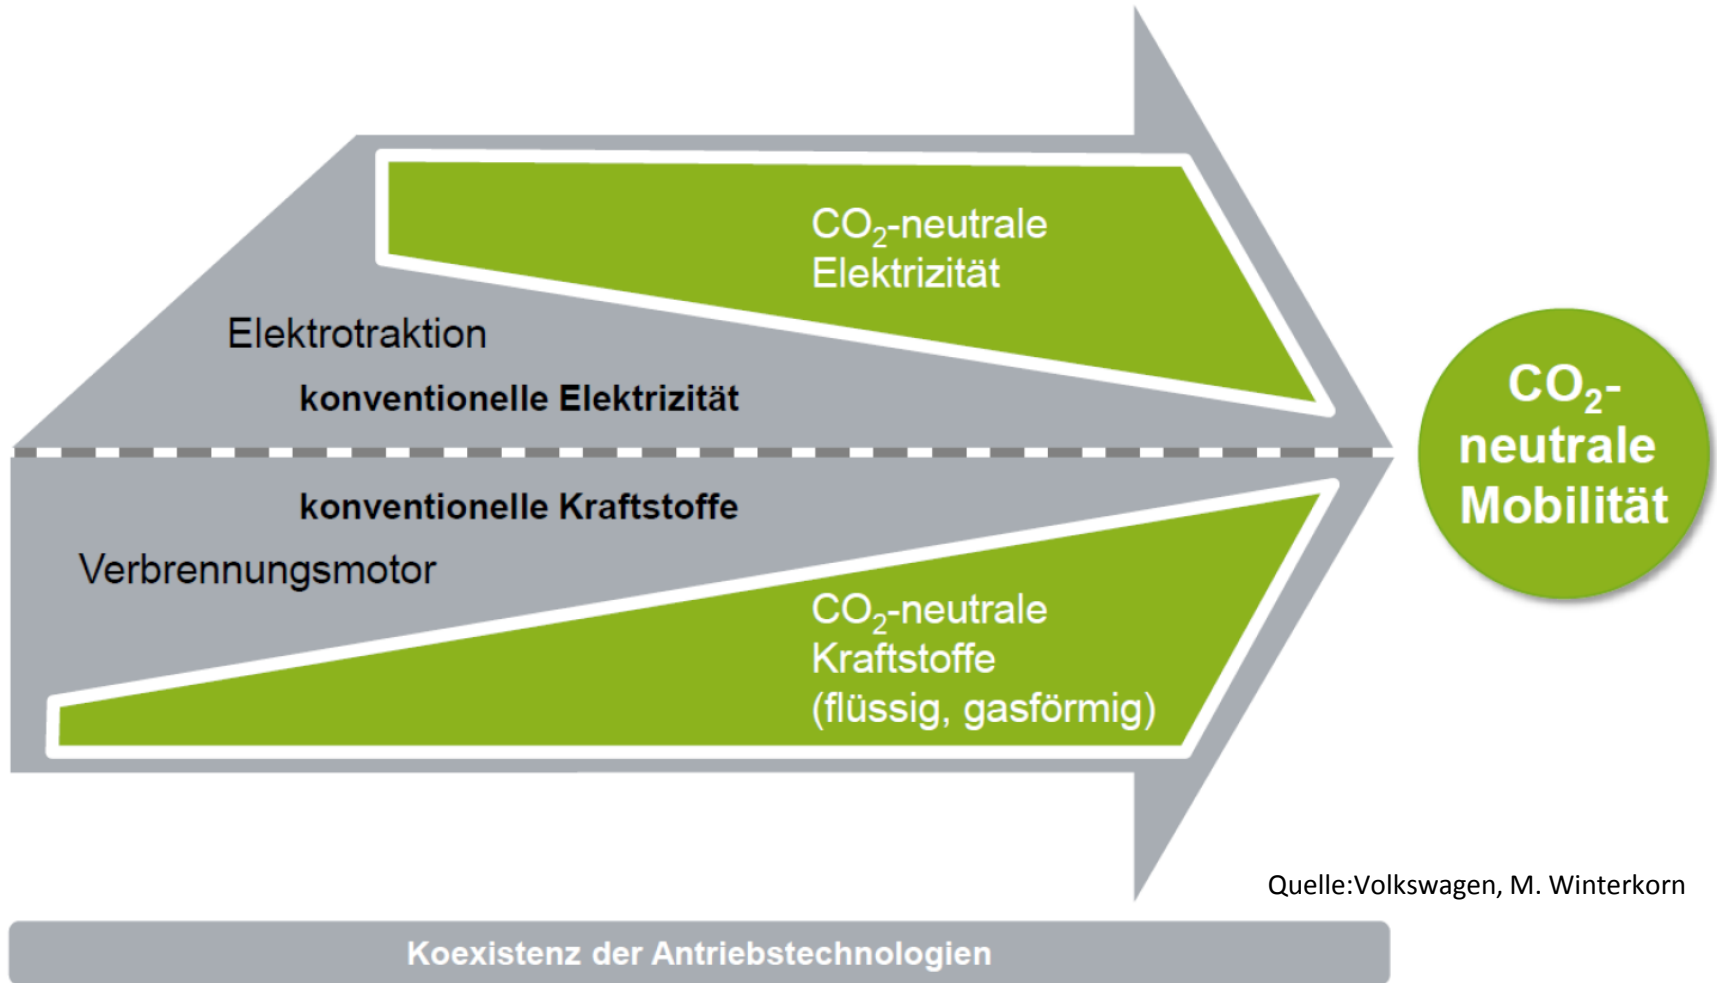 CO₂-neutrale
Elektrizität
Elektrotraktion
konventionelle Elektrizität
konventionelle Kraftstoffe
Verbrennungsmotor
CO₂-neutrale
Kraftstoffe
(flüssig, gasförmig)
CO₂-
neutrale
Mobilität
Quelle:Volkswagen, M. Winterkorn
Koexistenz der Antriebstechnologien